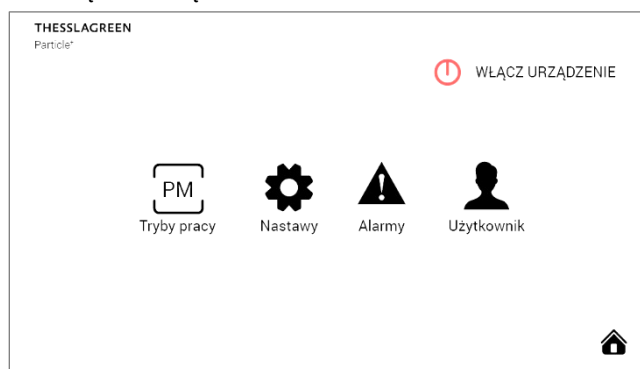 THESSLAGREEN
Particle+
WŁĄCZ URZĄDZENIE
PM
Tryby pracy
Nastawy
Alarmy
Użytkownik